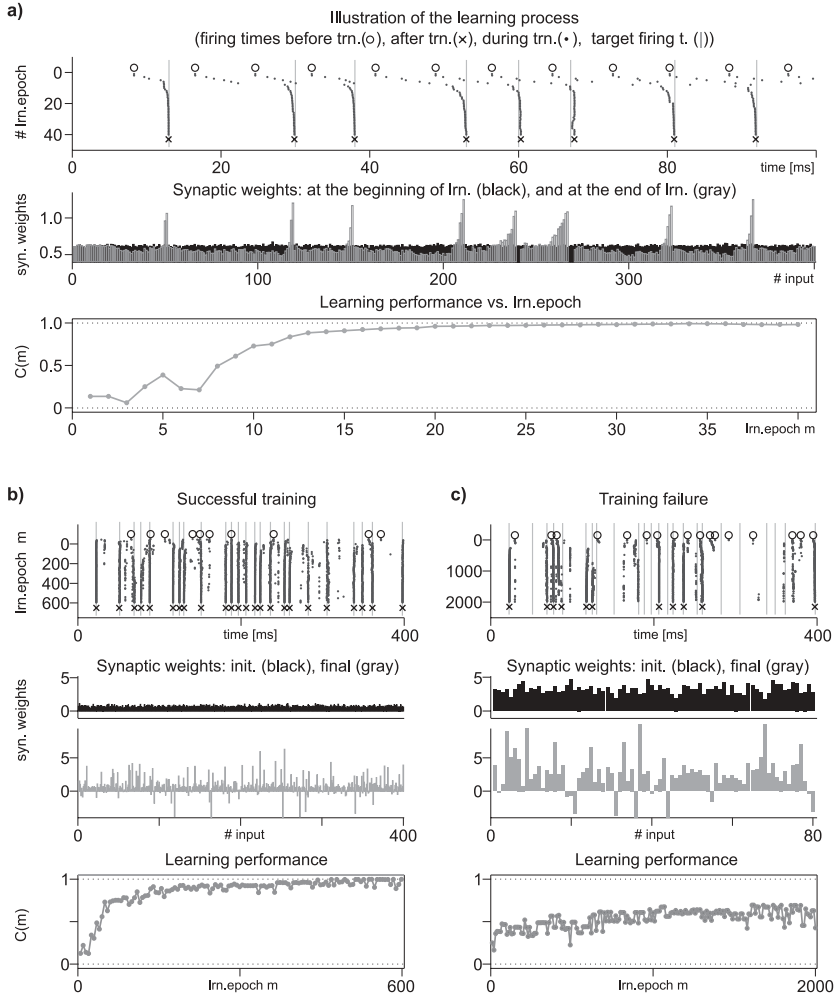 a)
Illustration of the learning process
(firing times before trn.(○), after trn.(×), during trn.(•), target firing t. (|))
# lrn.epoch
0
20
40
0 20 40 60 80 time [ms]
Synaptic weights: at the beginning of lrn. (black), and at the end of lrn. (gray)
syn. weights
1.0
0.5
0 100 200 300 # input
Learning performance vs. lrn.epoch
C(m)
1.0
0.5
0
0 5 10 15 20 25 30 35 lrn.epoch m
b)
Successful training
lrn.epoch m
0
200
400
600
0 time [ms] 400
Synaptic weights: init. (black), final (gray)
syn. weights
5
0
5
0
0 # input 400
Learning performance
C(m)
1
0
0 lrn.epoch m 600
c)
Training failure
0
1000
2000
0 time [ms] 400
Synaptic weights: init. (black), final (gray)
5
0
5
0
0 # input 80
Learning performance
1
0
0 lrn.epoch m 2000